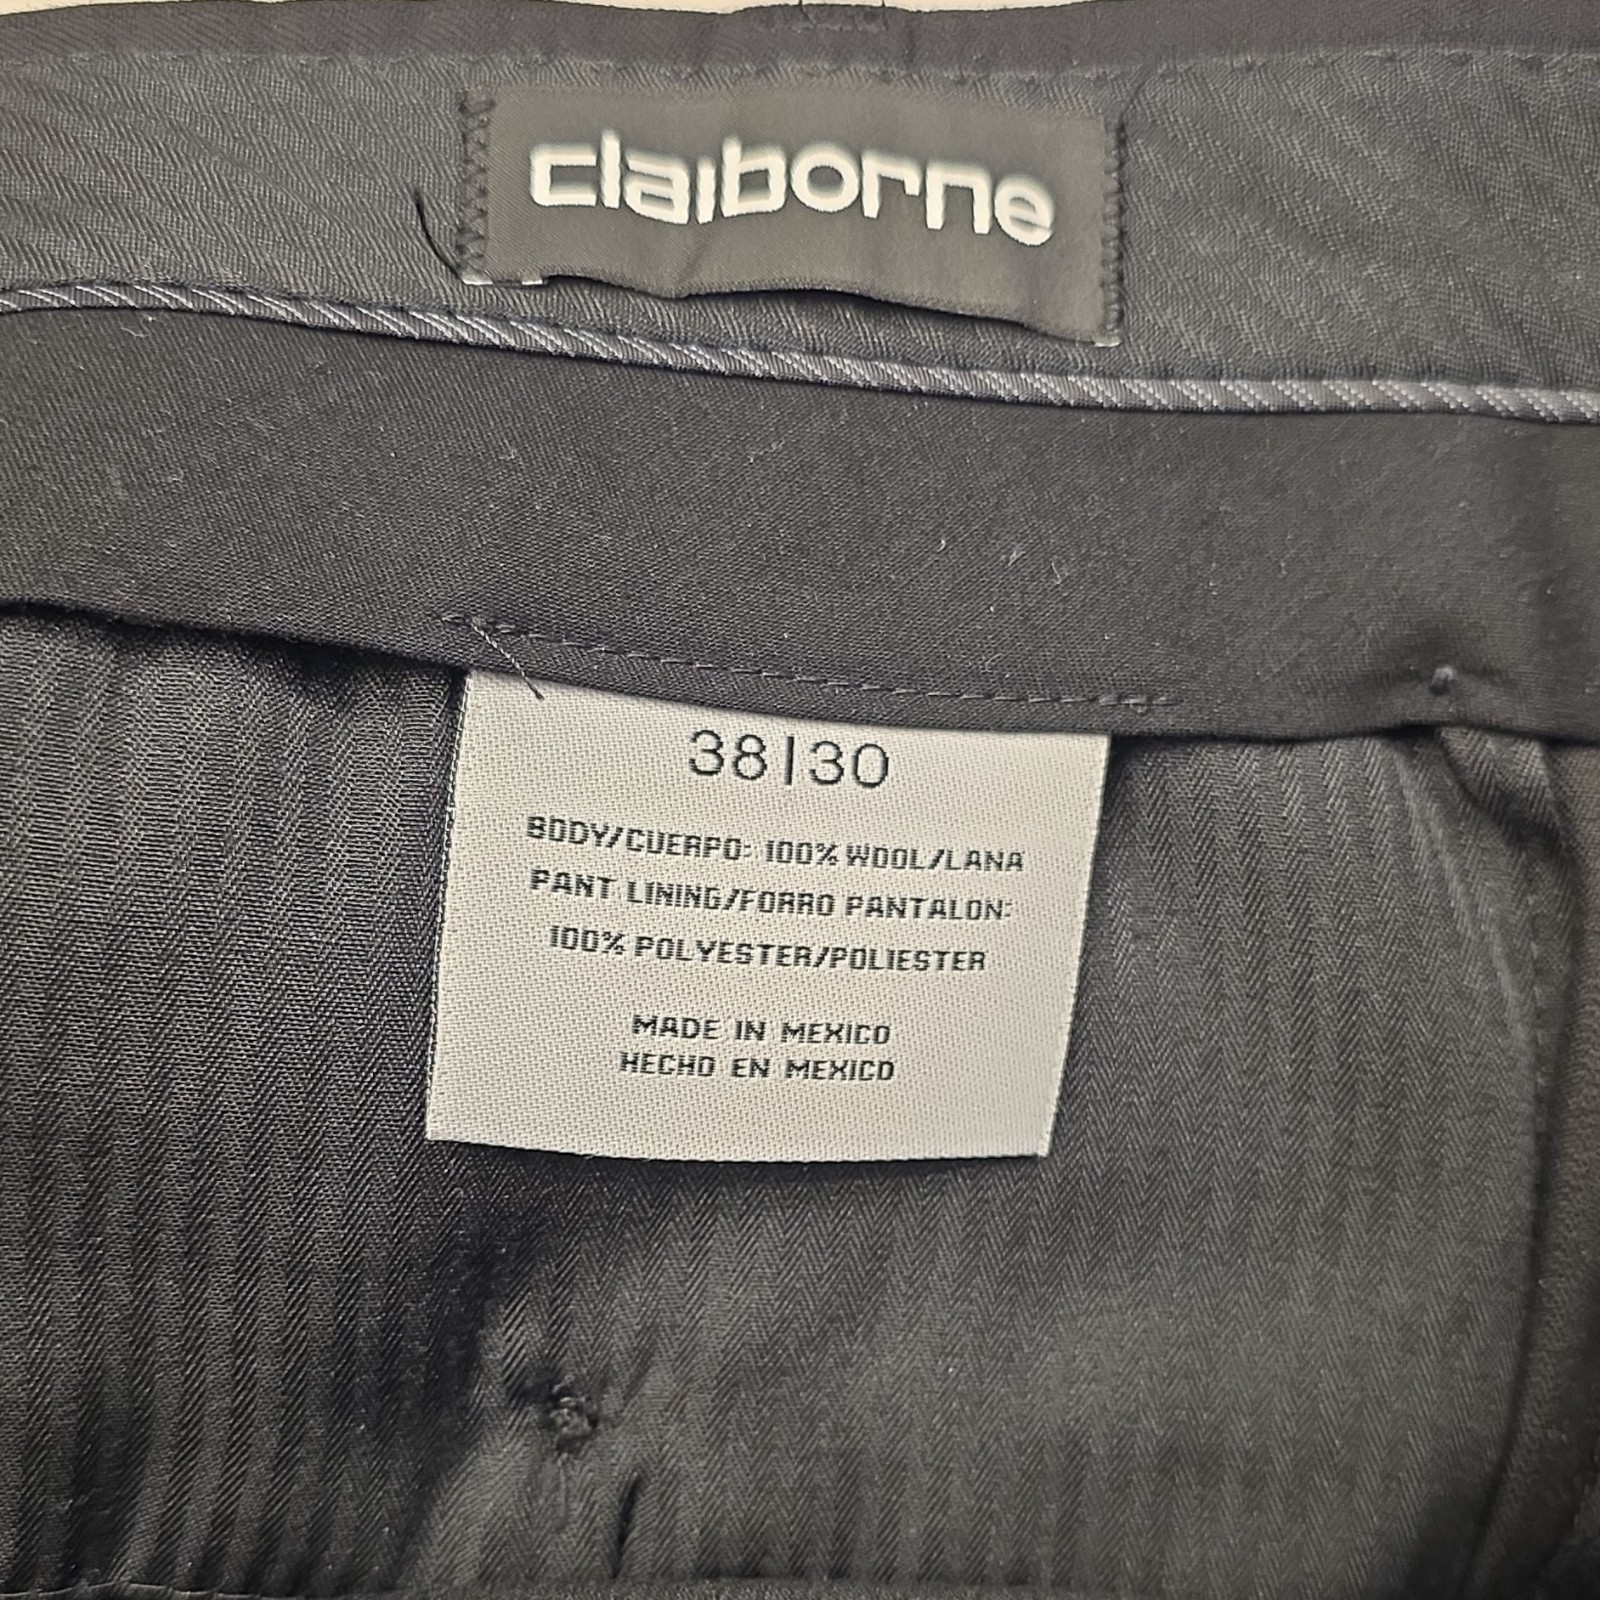 claiborne
38|30
BODY/CUERPO: 100% WOOL/LANA
PANT LINING/FORRO PANTALON:
100% POLYESTER/POLIESTER
MADE IN MEXICO
HECHO EN MEXICO